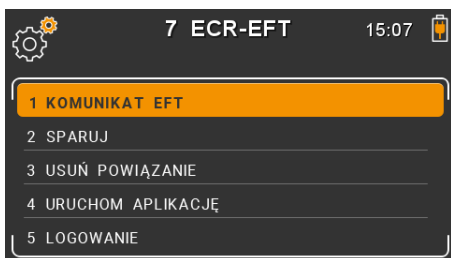 7 ECR-EFT 15:07
1 KOMUNIKAT EFT
2 SPARUJ
3 USUŃ POWIĄZANIE
4 URUCHOM APLIKACJĘ
5 LOGOWANIE